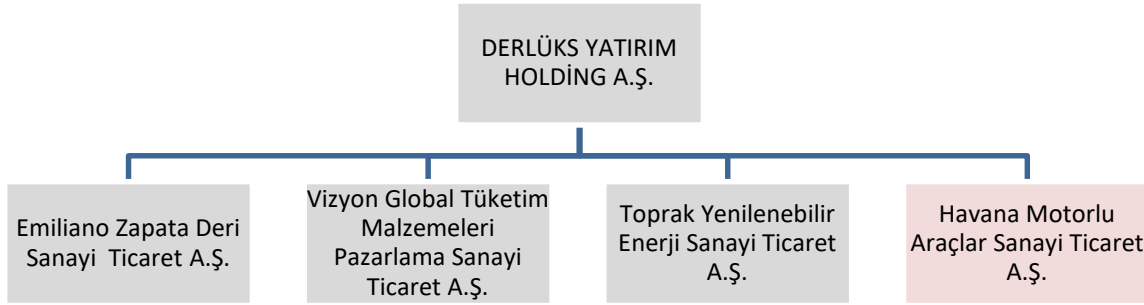 DERLÜKS YATIRIM
HOLDİNG A.Ş.
Emiliano Zapata Deri
Sanayi Ticaret A.Ş.
Vizyon Global Tüketim
Malzemeleri
Pazarlama Sanayi
Ticaret A.Ş.
Toprak Yenilenebilir
Enerji Sanayi Ticaret
A.Ş.
Havana Motorlu
Araçlar Sanayi Ticaret
A.Ş.